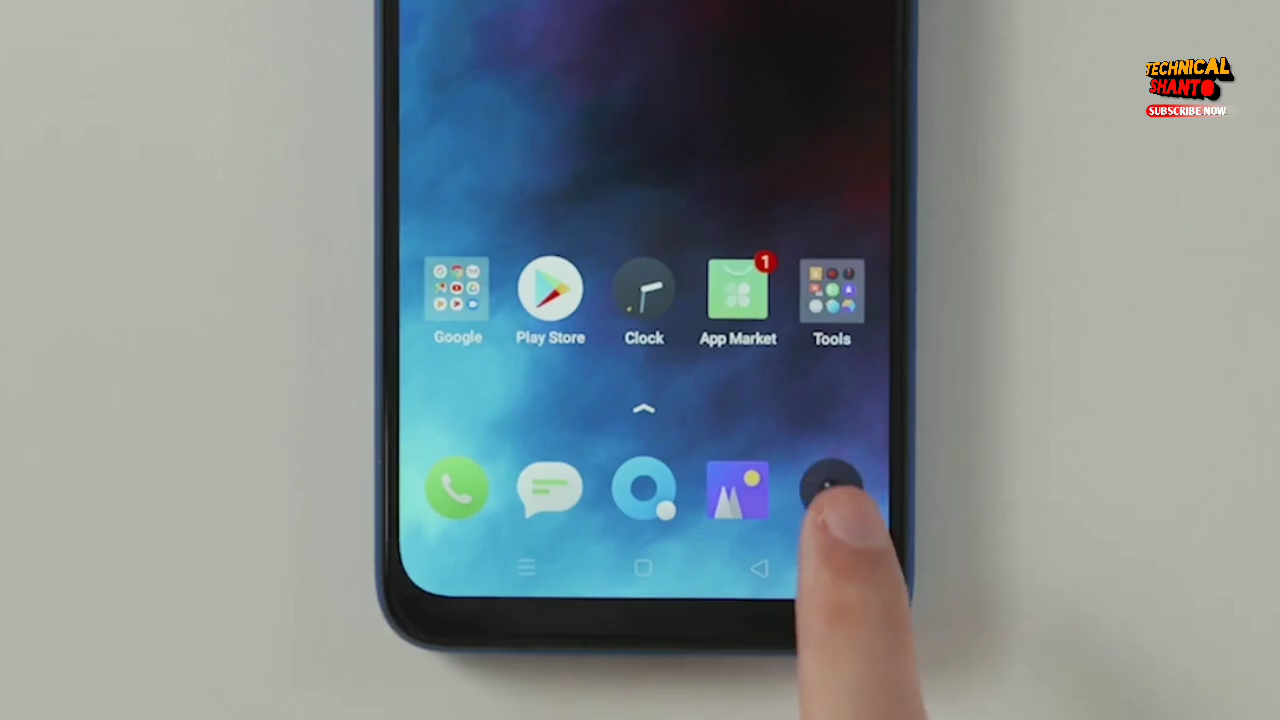 TECHNICAL
SHANTO
SUBSCRIBE NOW
1
Google
Play Store
Clock
App Market
Tools